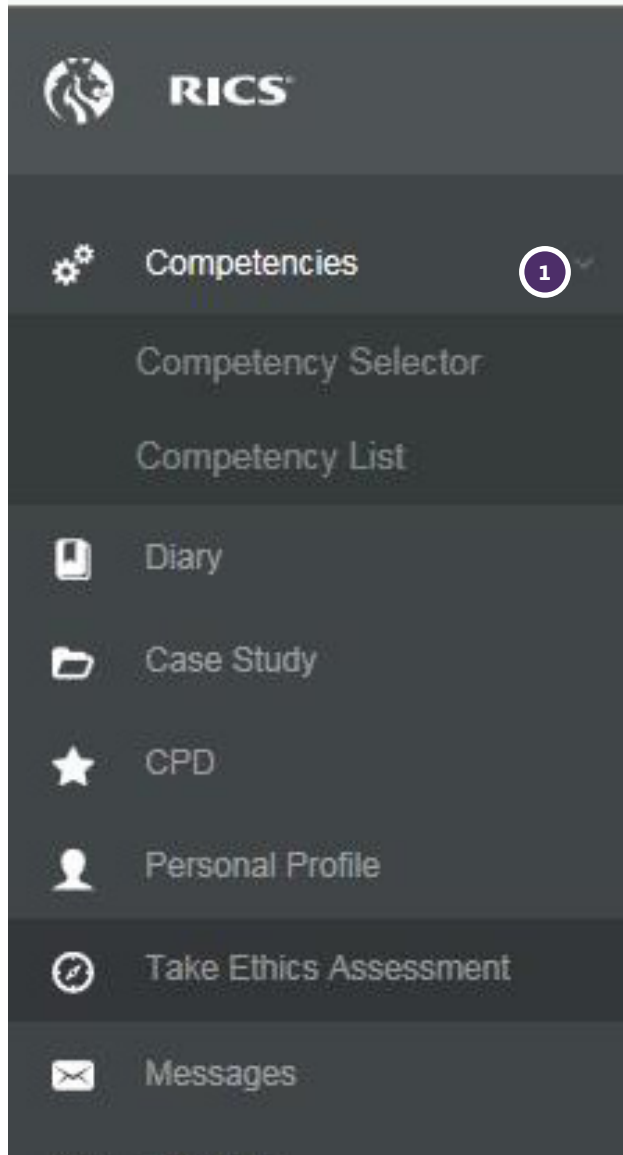 RICS
Competencies
1
Competency Selector
Competency List
Diary
Case Study
CPD
Personal Profile
Take Ethics Assessment
Messages